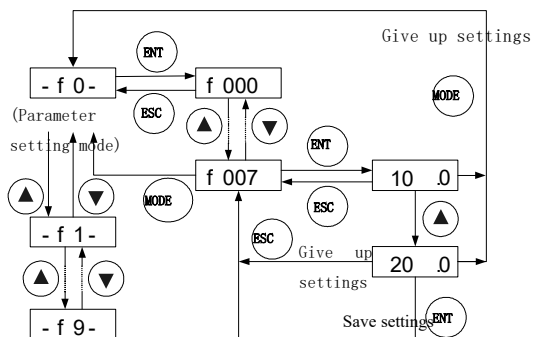 Give up settings
ENT
- f 0 -
f 000
MODE
(Parameter
ESC
▲
▼
setting mode)
ENT
f 007
10 .0
▲
▼
MODE
ESC
▲
- f 1 -
ESC
Give up
settings
20 .0
▲
▼
Save settings
ENT
- f 9 -